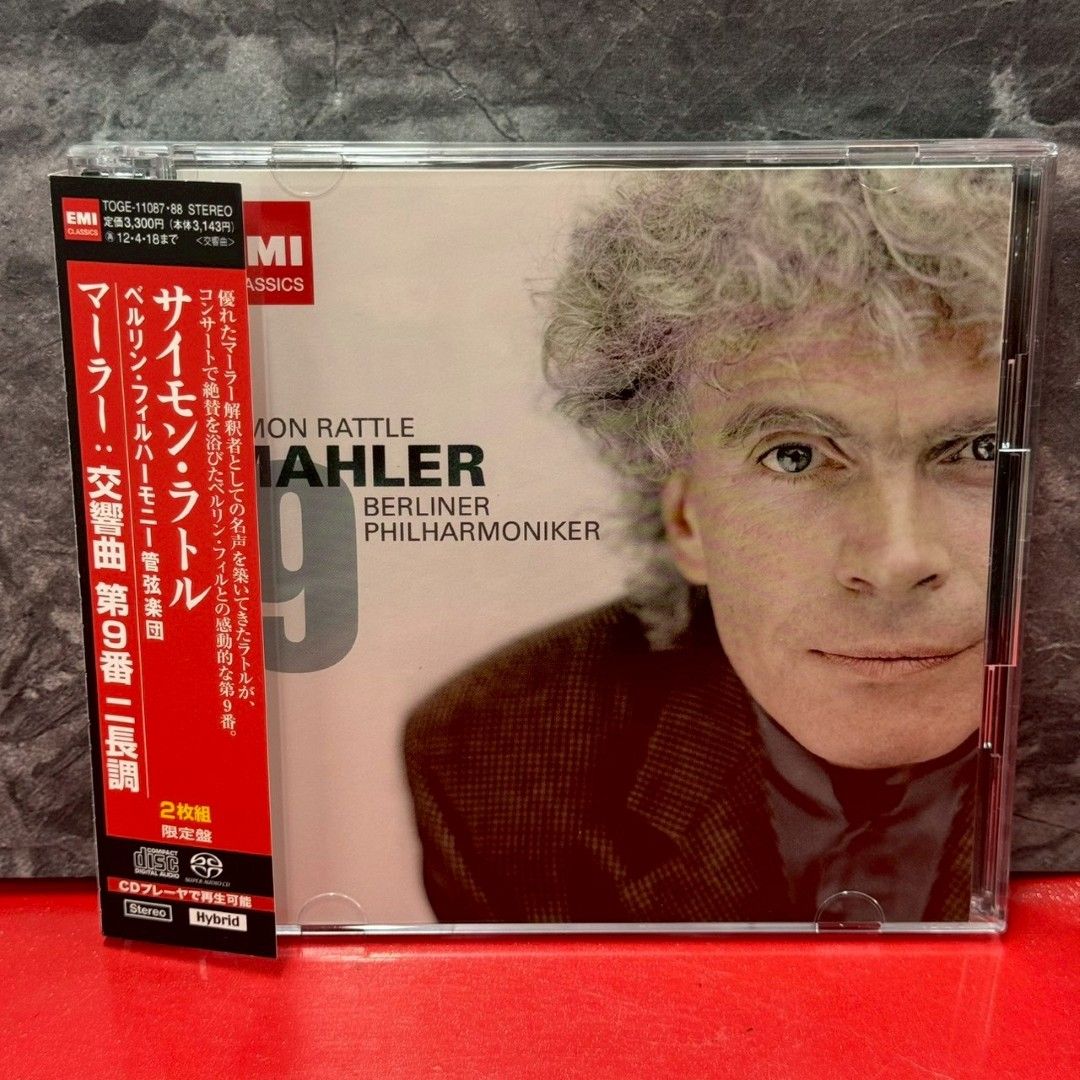 EMI
CLASSICS
TOGE-11087・88 STEREO
定価3,300円(本体3,143円)
再 12・4・18まで <交響曲>
優れたマーラー解釈者としての名声を築いてきたラトルが、
コンサートで絶賛を浴びたベルリン・フィルとの感動的な第9番。
サイモン・ラトル
ベルリン・フィルハーモニー管弦楽団
マーラー:交響曲 第9番 ニ長調
2枚組
限定盤
COMPACT
disc
DIGITAL AUDIO
SUPER AUDIO CD
CDプレーヤで再生可能
Stereo
Hybrid
MI
ASSICS
MON RATTLE
MAHLER
9
BERLINER
PHILHARMONIKER